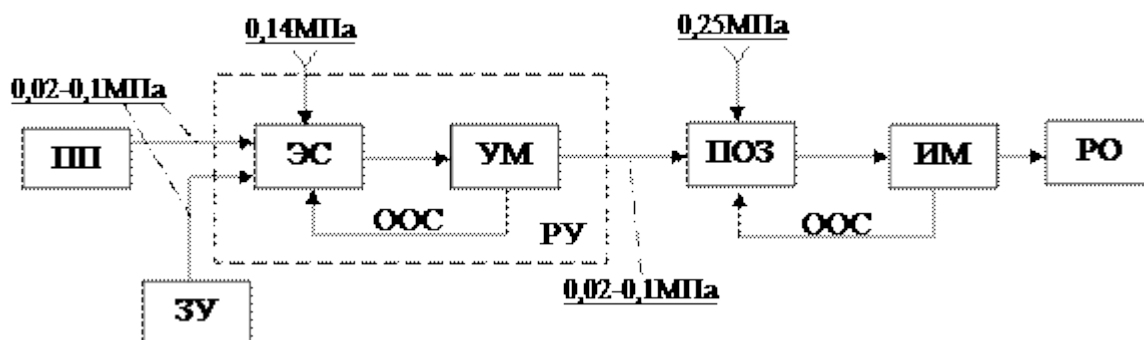 0,14МПа
0,25МПа
0,02-0,1МПа
ПП
ЭС
УМ
ПОЗ
ИМ
РО
ООС
РУ
ООС
0,02-0,1МПа
ЗУ